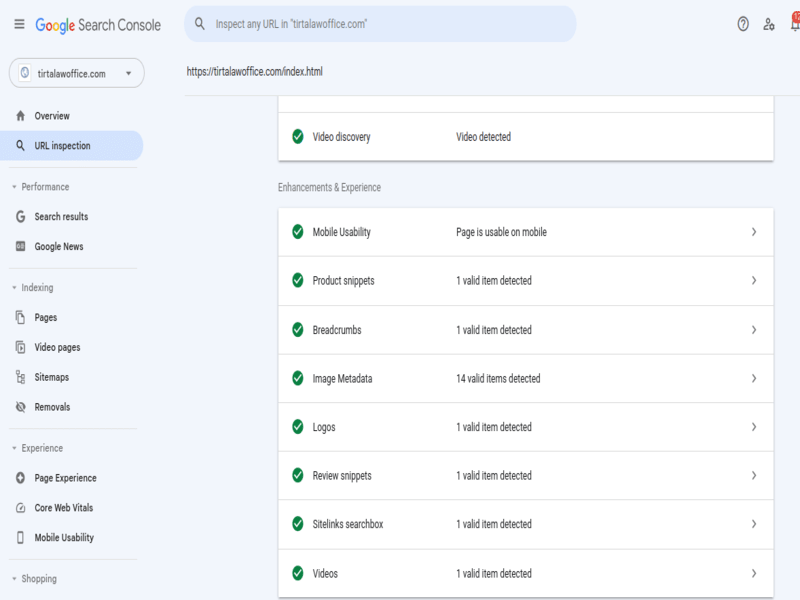 Google Search Console
Inspect any URL in "tirtalawoffice.com"
12
tirtalawoffice.com
https://tirtalawoffice.com/index.html
Overview
URL inspection
Performance
Search results
Google News
Indexing
Pages
Video pages
Sitemaps
Removals
Experience
Page Experience
Core Web Vitals
Mobile Usability
Shopping
Video discovery Video detected
Enhancements & Experience
Mobile Usability Page is usable on mobile
Product snippets 1 valid item detected
Breadcrumbs 1 valid item detected
Image Metadata 14 valid items detected
Logos 1 valid item detected
Review snippets 1 valid item detected
Sitelinks searchbox 1 valid item detected
Videos 1 valid item detected